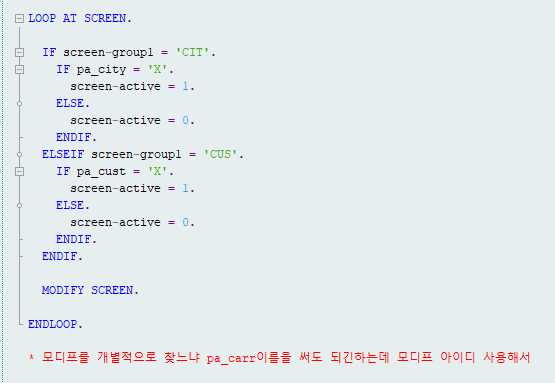 LOOP AT SCREEN.
IF screen-group1 = 'CIT'.
IF pa_city = 'X'.
screen-active = 1.
ELSE.
screen-active = 0.
ENDIF.
ELSEIF screen-group1 = 'CUS'.
IF pa_cust = 'X'.
screen-active = 1.
ELSE.
screen-active = 0.
ENDIF.
ENDIF.
MODIFY SCREEN.
ENDLOOP.
* 모디프를 개별적으로 찾느냐 pa_carr이름을 써도 되긴하는데 모디프 아이디 사용해서